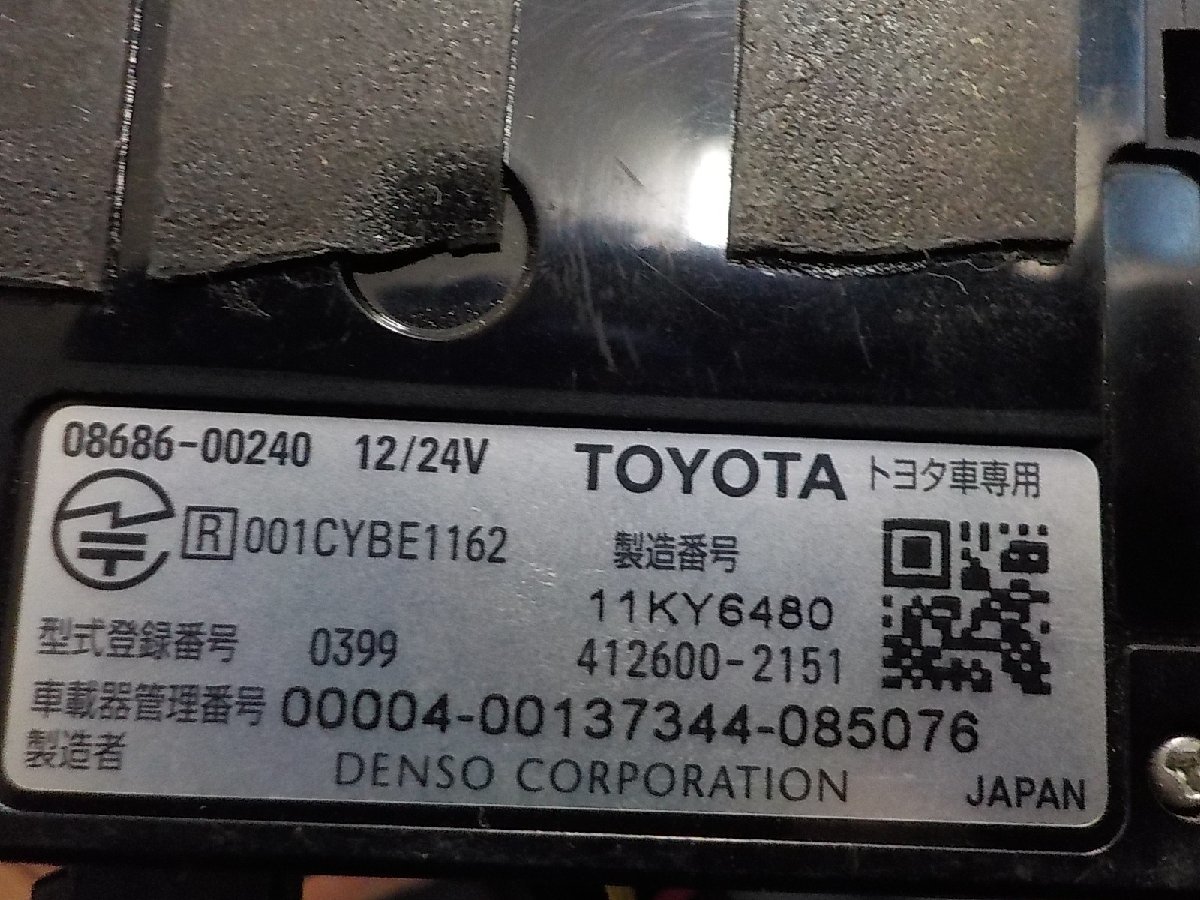 08686-00240 12/24V TOYOTA トヨタ車専用
R 001CYBE1162 製造番号
11KY6480
型式登録番号 0399 412600-2151
車載器管理番号 00004-00137344-085076
製造者 DENSO CORPORATION JAPAN